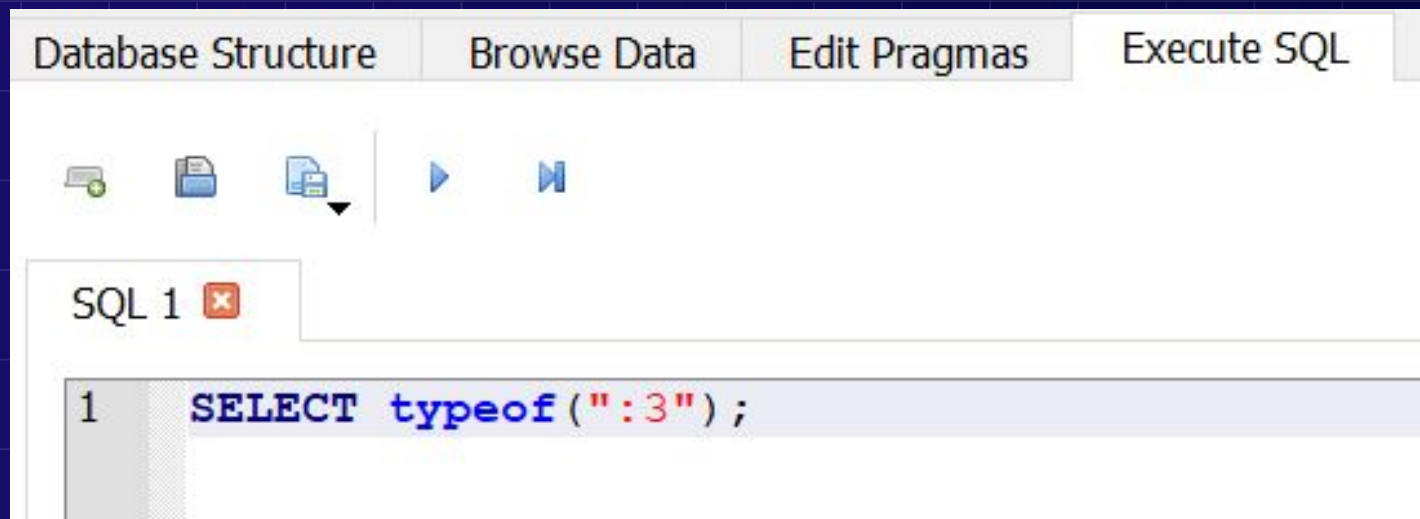 Database Structure Browse Data Edit Pragmas Execute SQL
SQL 1
1 SELECT typeof(":3");